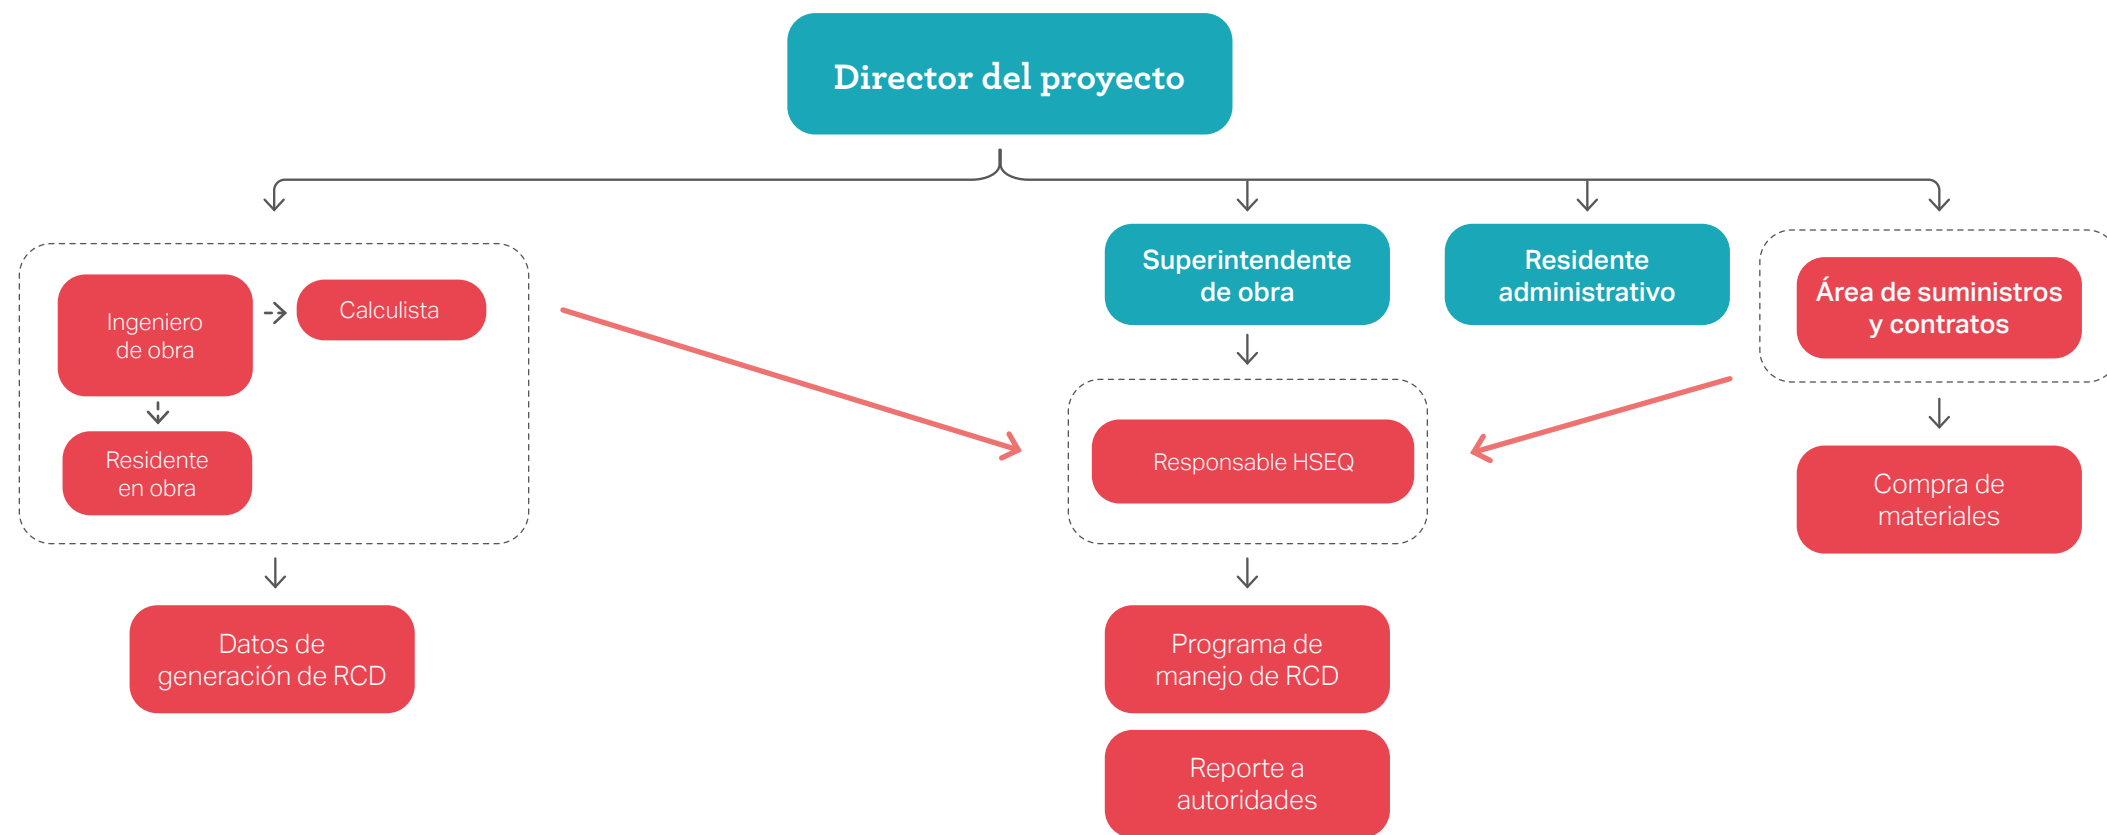 Director del proyecto
Ingeniero
de obra
Calculista
Residente
en obra
Datos de
generación de RCD
Superintendente
de obra
Responsable HSEQ
Programa de
manejo de RCD
Reporte a
autoridades
Residente
administrativo
Área de suministros
y contratos
Compra de
materiales